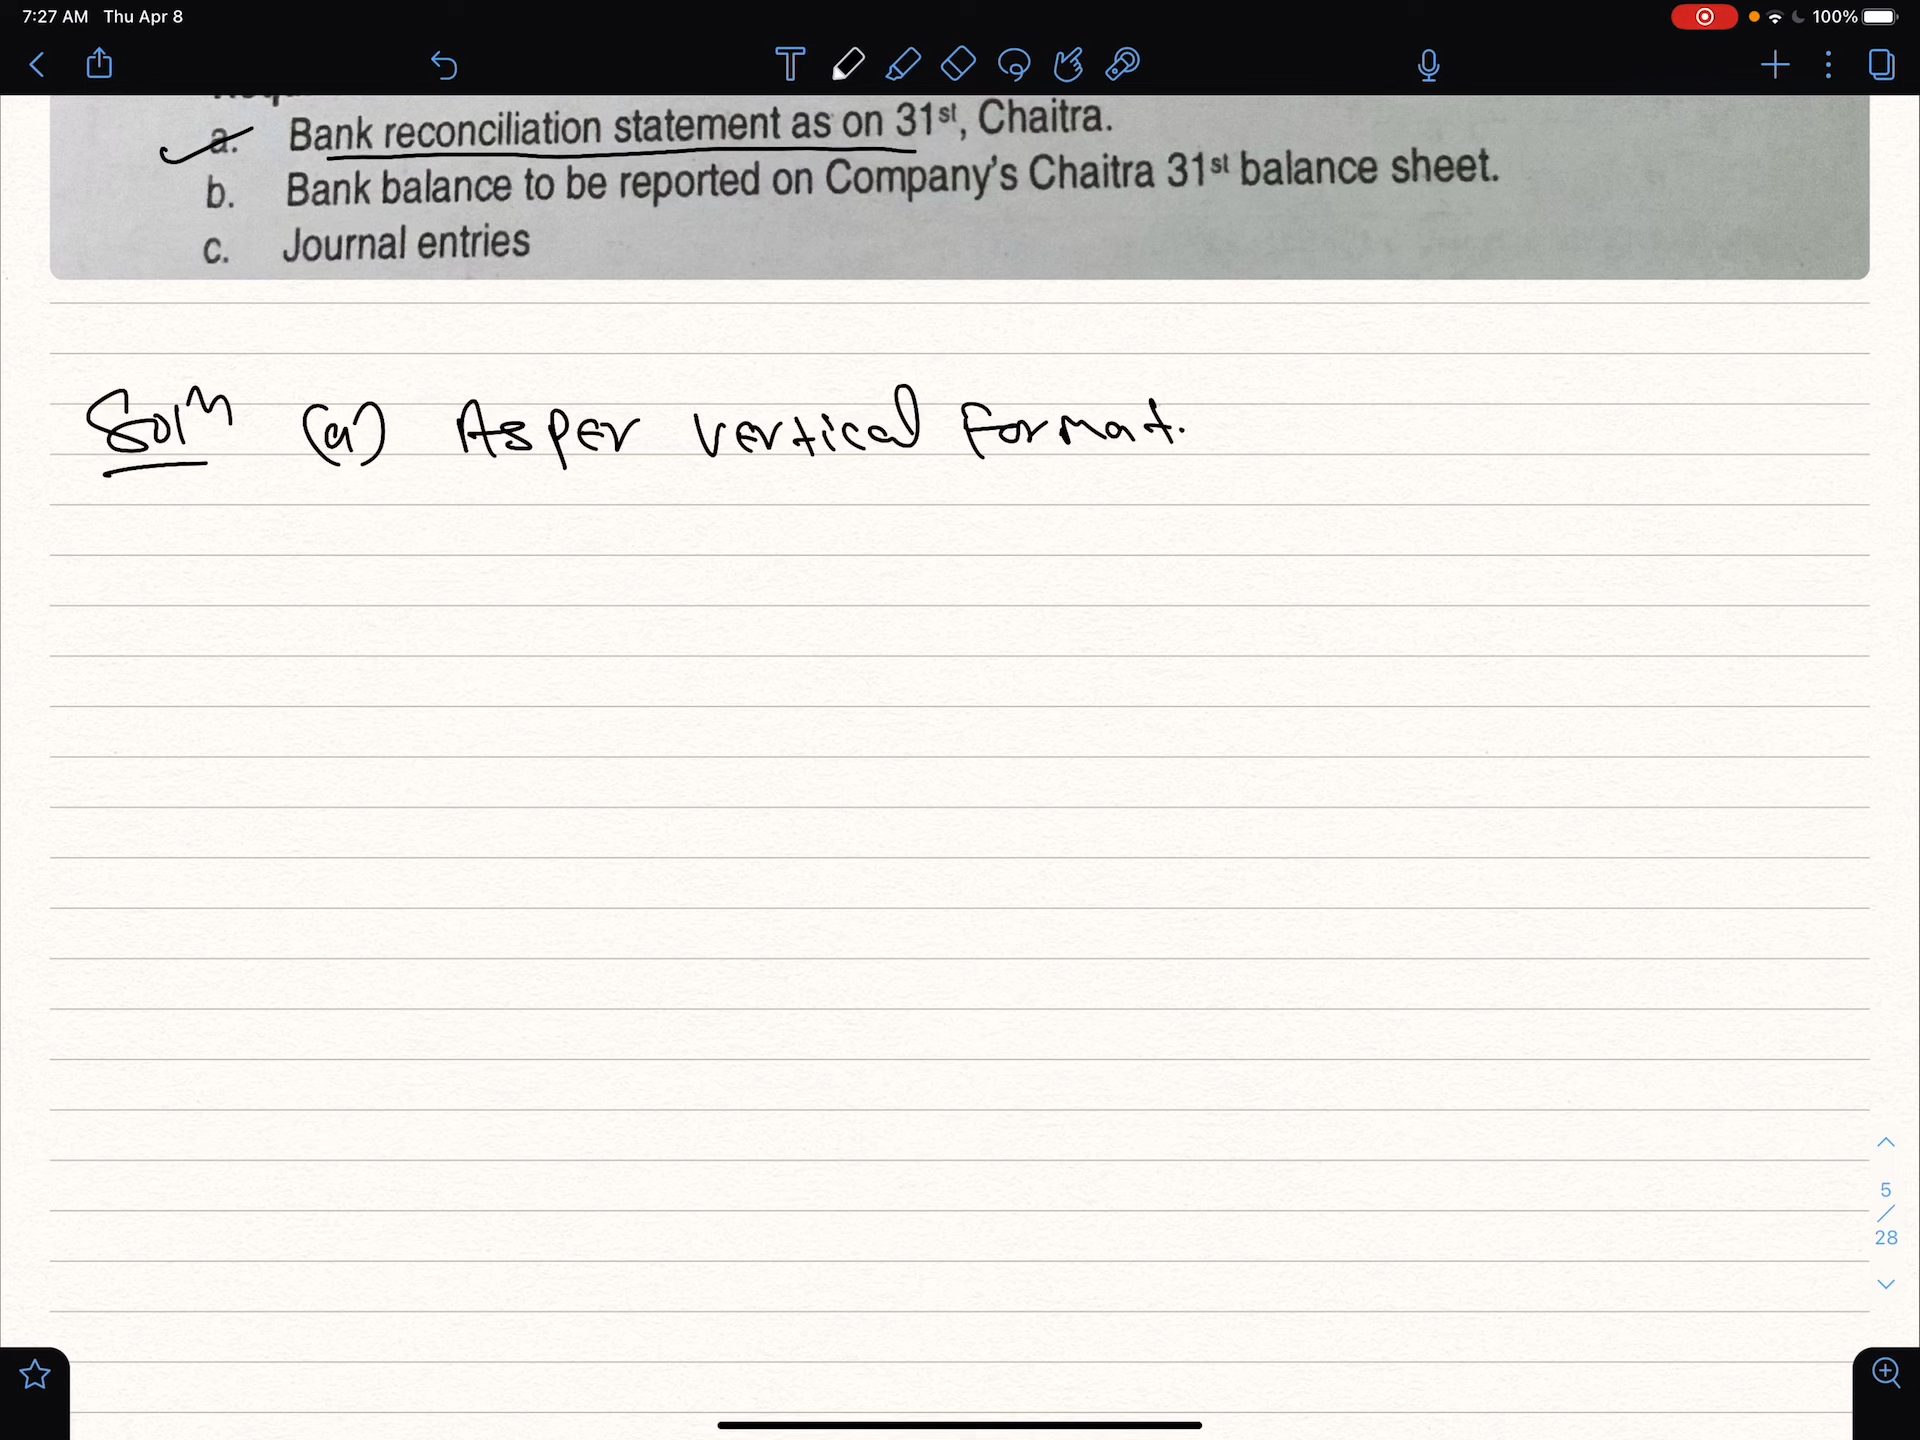 7:27 AM Thu Apr 8
100%
a. Bank reconciliation statement as on 31st, Chaitra.
b. Bank balance to be reported on Company's Chaitra 31st balance sheet.
c. Journal entries
Soln (a) As per vertical format.
5
/
28